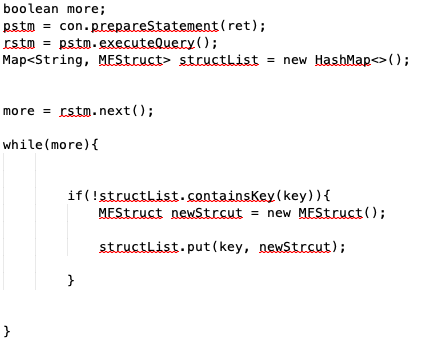 boolean more;
pstm = con.prepareStatement(ret);
rstm = pstm.executeQuery();
Map<String, MFStruct> structList = new HashMap<>();
more = rstm.next();
while(more){
if(!structList.containsKey(key)){
MFStruct newStrcut = new MFStruct();
structList.put(key, newStrcut);
}
}